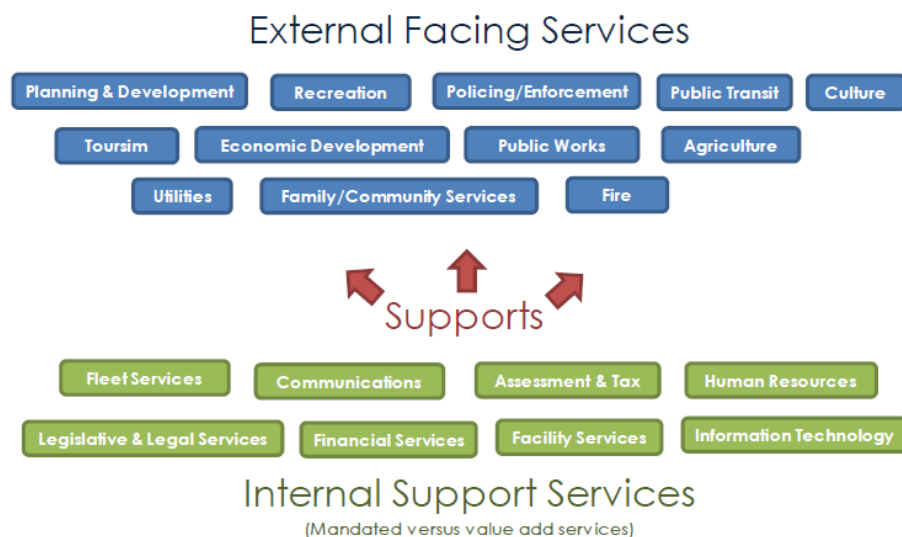 External Facing Services
Planning & Development Recreation Policing/Enforcement Public Transit Culture
Toursim Economic Development Public Works Agriculture
Utilities Family/Community Services Fire
Supports
Fleet Services Communications Assessment & Tax Human Resources
Legislative & Legal Services Financial Services Facility Services Information Technology
Internal Support Services
(Mandated versus value add services)